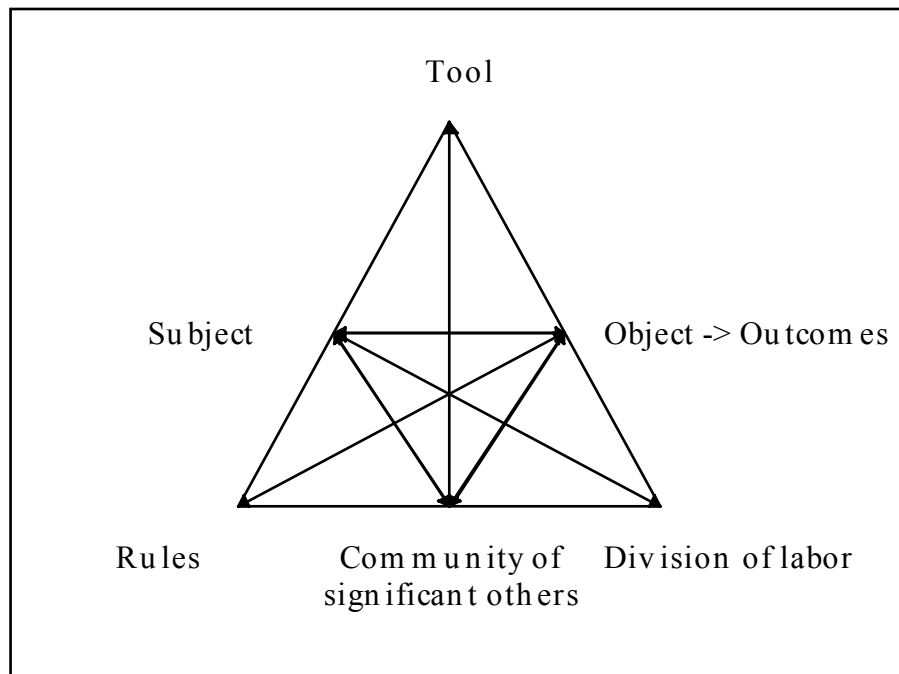 Tool
Subject
Object -> Outcomes
Rules
Community of
significant others
Division of labor